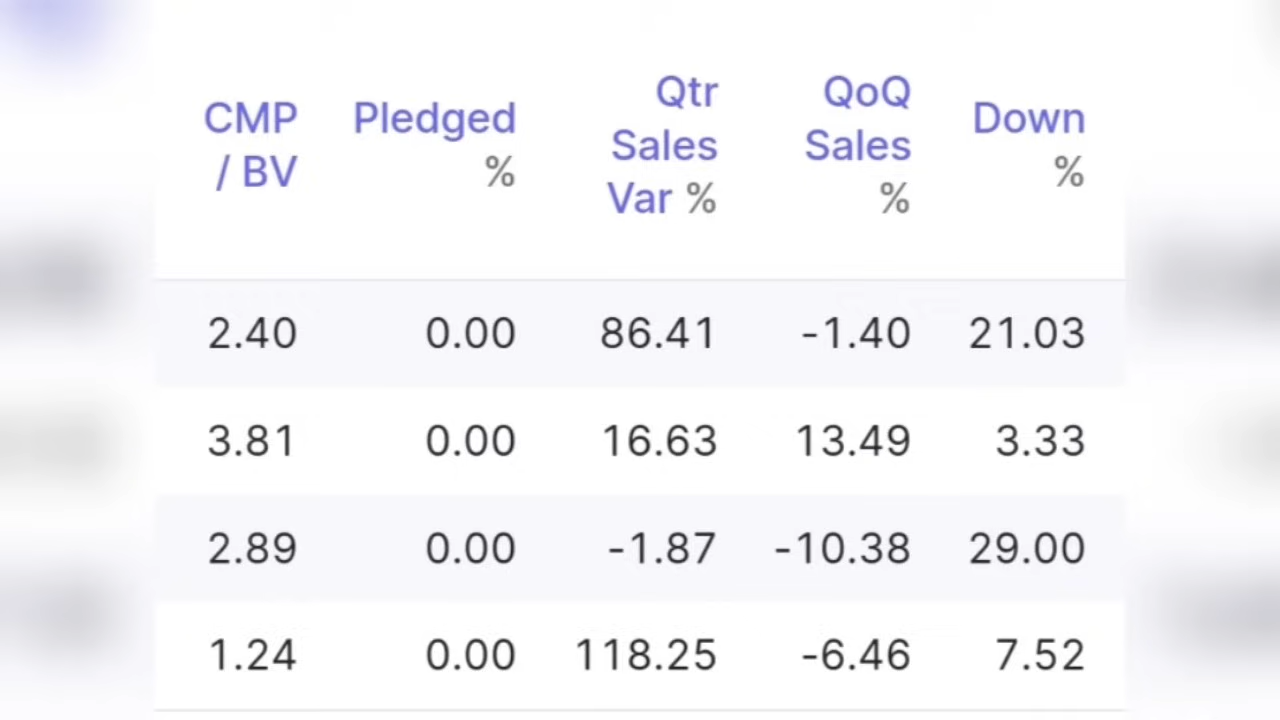 CMP / BV Pledged % Qtr Sales Var % QoQ Sales % Down %
2.40 0.00 86.41 -1.40 21.03
3.81 0.00 16.63 13.49 3.33
2.89 0.00 -1.87 -10.38 29.00
1.24 0.00 118.25 -6.46 7.52